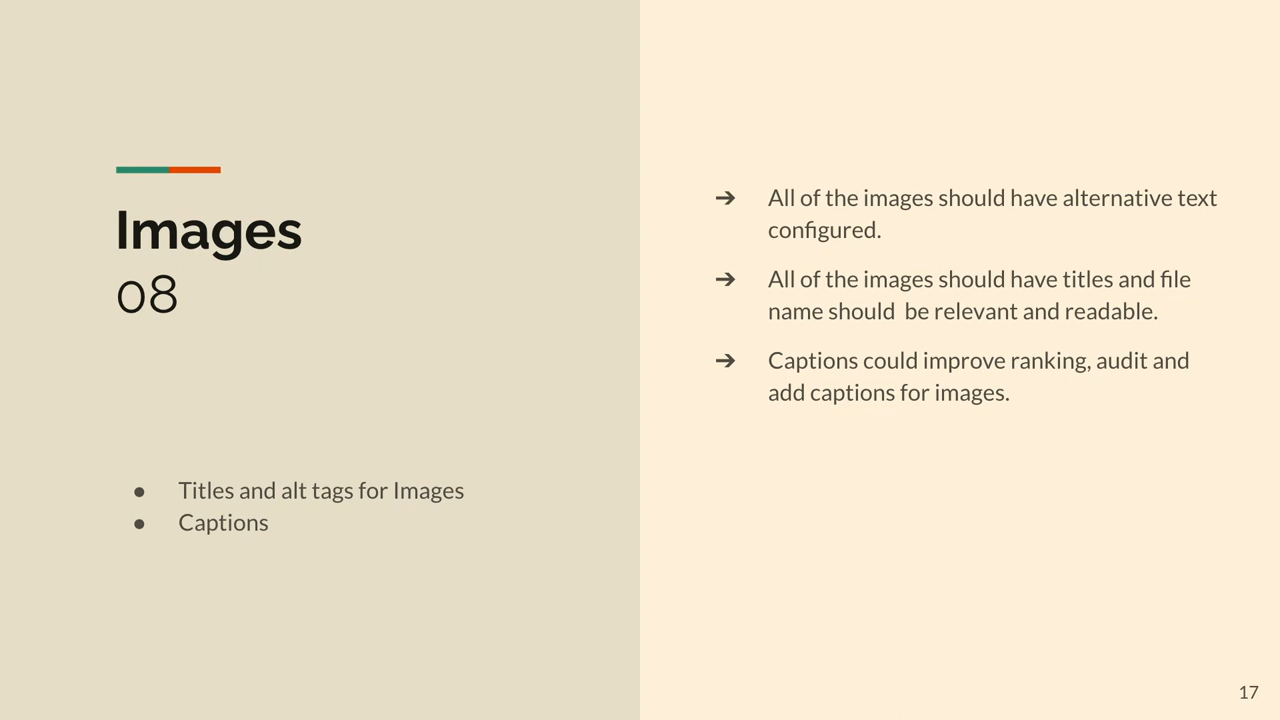 Images
08
● Titles and alt tags for Images
● Captions
➔ All of the images should have alternative text
configured.
➔ All of the images should have titles and file
name should  be relevant and readable.
➔ Captions could improve ranking, audit and
add captions for images.
17